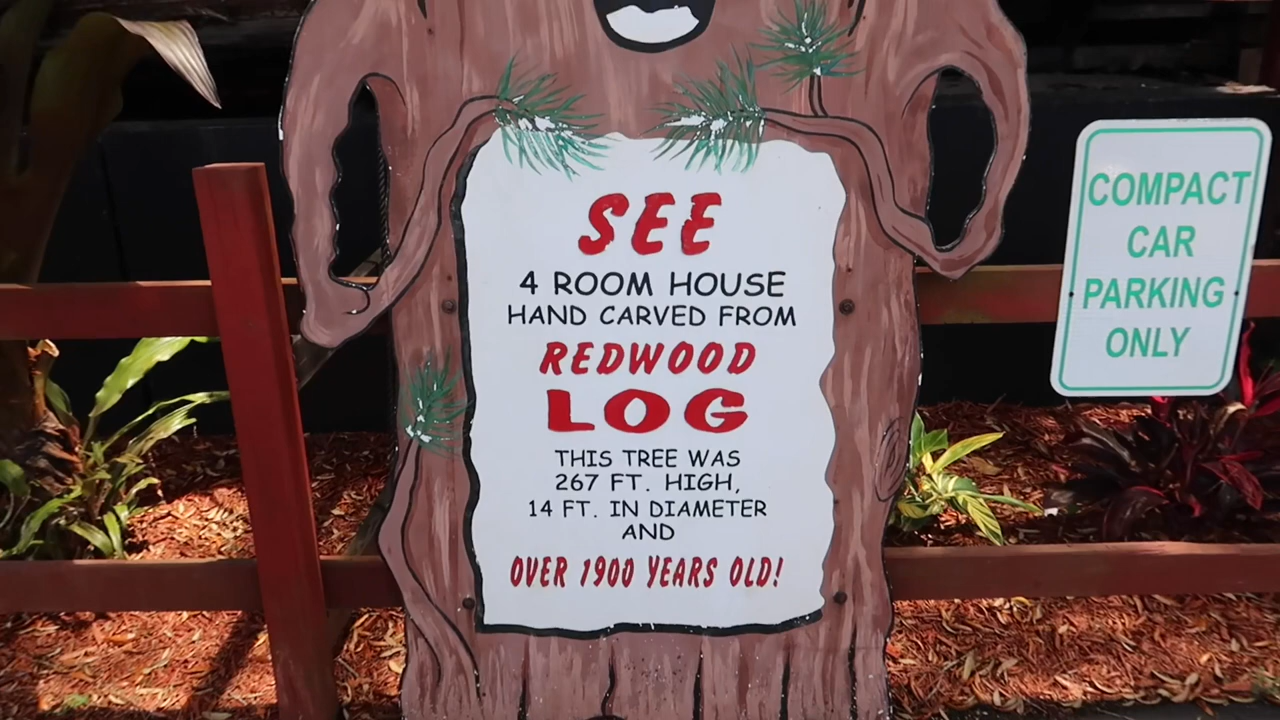 SEE
4 ROOM HOUSE
HAND CARVED FROM
REDWOOD
LOG
THIS TREE WAS
267 FT. HIGH,
14 FT. IN DIAMETER
AND
OVER 1900 YEARS OLD!
COMPACT
CAR
PARKING
ONLY